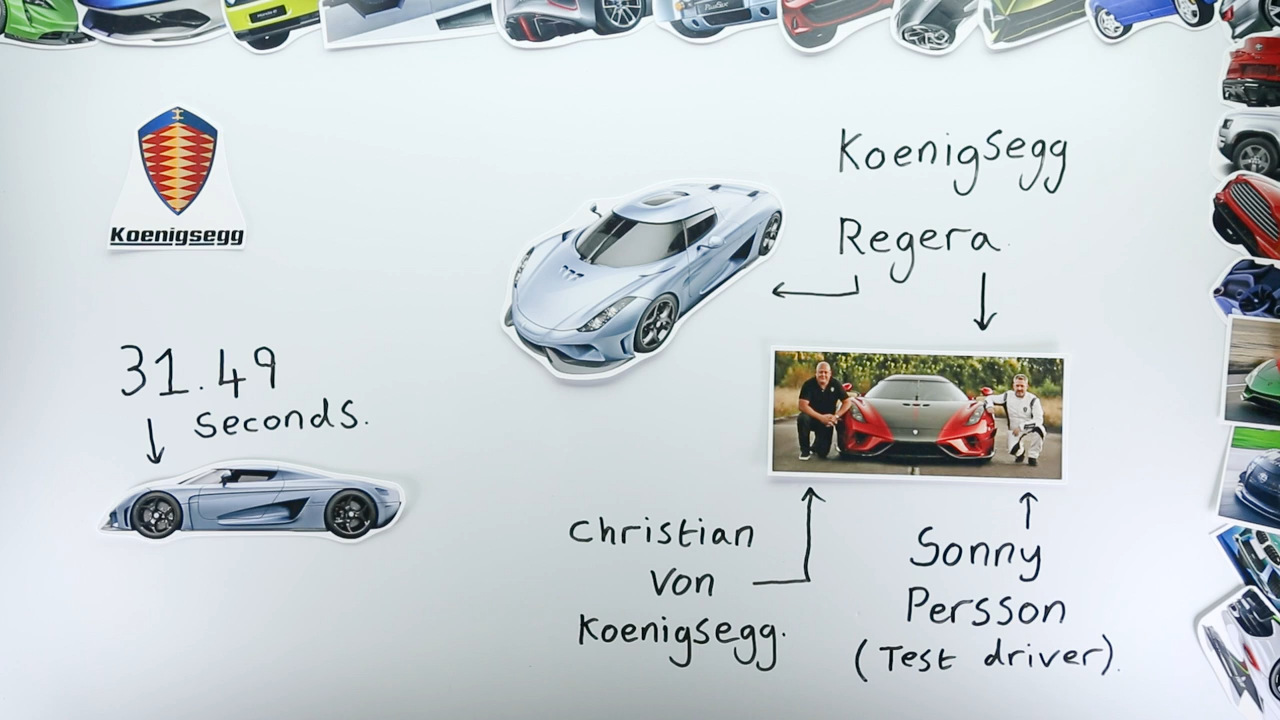 Koenigsegg
31.49
seconds.
Koenigsegg
Regera
Christian
Von
Koenigsegg.
Sonny
Persson
(Test driver).